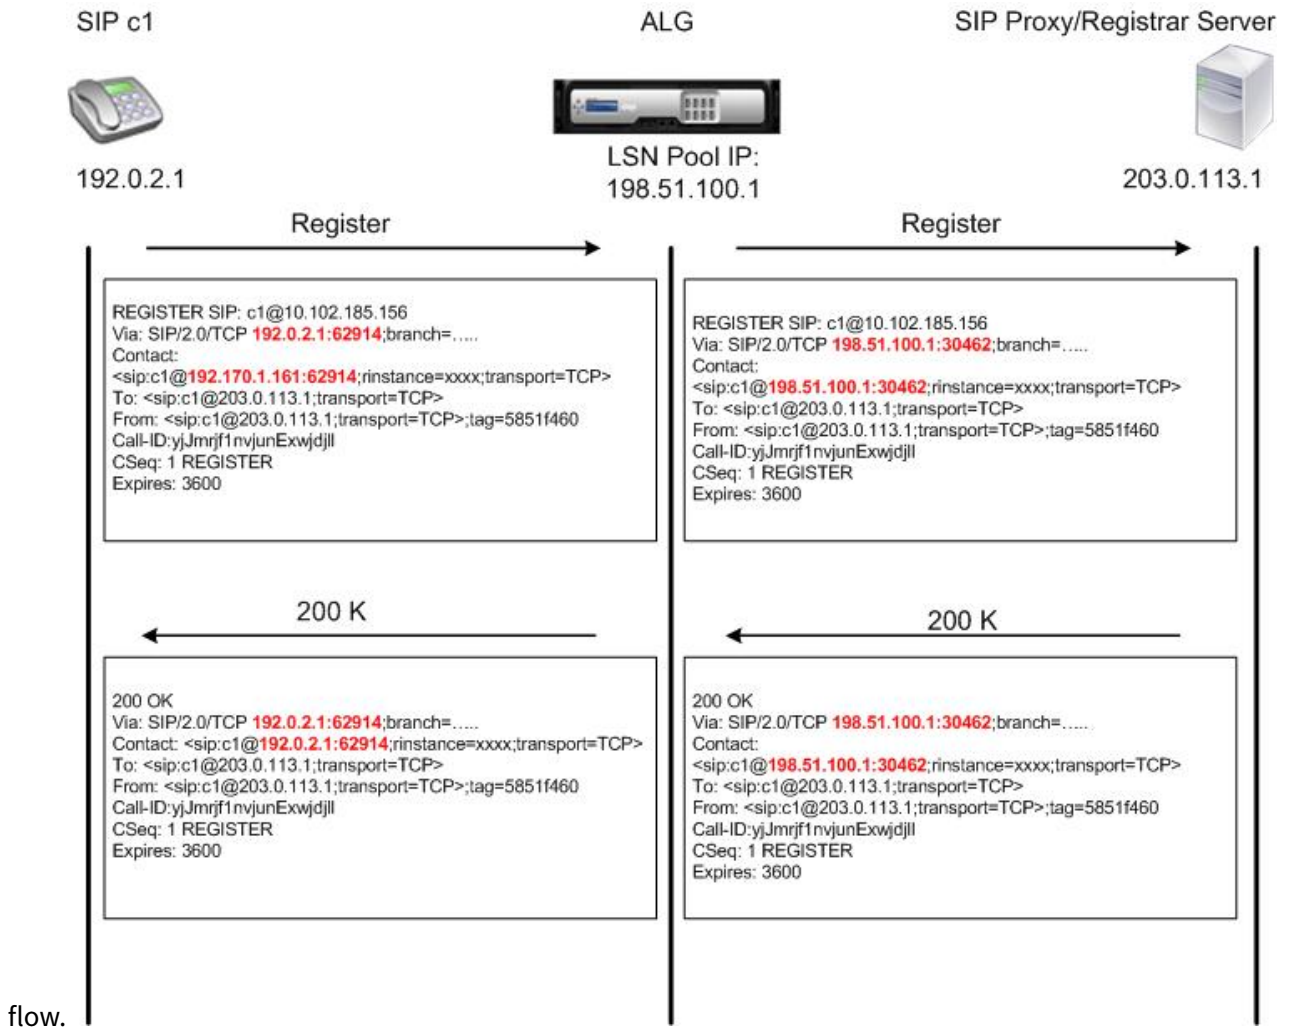 SIP c1
ALG
SIP Proxy/Registrar Server
192.0.2.1
LSN Pool IP:
198.51.100.1
203.0.113.1
Register
Register
REGISTER SIP: c1@10.102.185.156
Via: SIP/2.0/TCP 192.0.2.1:62914;branch=.....
Contact:
<sip:c1@192.170.1.161:62914;rinstance=xxxx;transport=TCP>
To: <sip:c1@203.0.113.1;transport=TCP>
From: <sip:c1@203.0.113.1;transport=TCP>;tag=5851f460
Call-ID:yjJmrjf1nvjunExwjdjlI
CSeq: 1 REGISTER
Expires: 3600
REGISTER SIP: c1@10.102.185.156
Via: SIP/2.0/TCP 198.51.100.1:30462;branch=.....
Contact:
<sip:c1@198.51.100.1:30462;rinstance=xxxx;transport=TCP>
To: <sip:c1@203.0.113.1;transport=TCP>
From: <sip:c1@203.0.113.1;transport=TCP>;tag=5851f460
Call-ID:yjJmrjf1nvjunExwjdjlI
CSeq: 1 REGISTER
Expires: 3600
200 K
200 K
200 OK
Via: SIP/2.0/TCP 192.0.2.1:62914;branch=.....
Contact: <sip:c1@192.0.2.1:62914;rinstance=xxxx;transport=TCP>
To: <sip:c1@203.0.113.1;transport=TCP>
From: <sip:c1@203.0.113.1;transport=TCP>;tag=5851f460
Call-ID:yjJmrjf1nvjunExwjdjlI
CSeq: 1 REGISTER
Expires: 3600
200 OK
Via: SIP/2.0/TCP 198.51.100.1:30462;branch=.....
Contact:
<sip:c1@198.51.100.1:30462;rinstance=xxxx;transport=TCP>
To: <sip:c1@203.0.113.1;transport=TCP>
From: <sip:c1@203.0.113.1;transport=TCP>;tag=5851f460
Call-ID:yjJmrjf1nvjunExwjdjlI
CSeq: 1 REGISTER
Expires: 3600
flow.